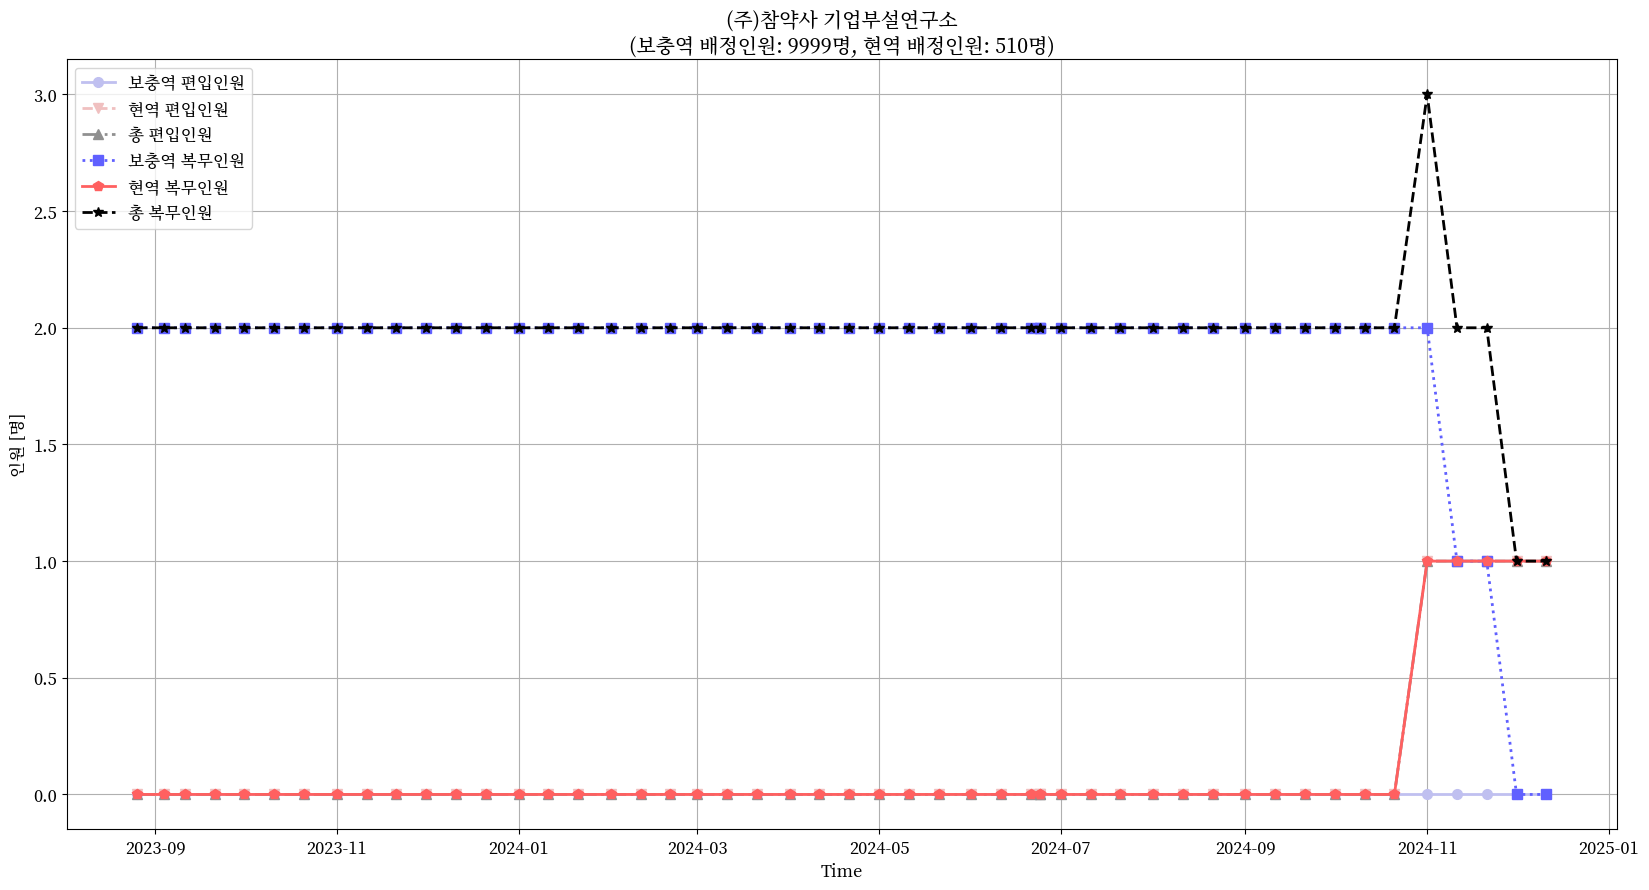 (주)참약사 기업부설연구소
(보충역 배정인원: 9999명, 현역 배정인원: 510명)
보충역 편입인원
현역 편입인원
총 편입인원
보충역 복무인원
현역 복무인원
총 복무인원
3.0
2.5
2.0
1.5
1.0
0.5
0.0
인원 [명]
2023-09
2023-11
2024-01
2024-03
2024-05
2024-07
2024-09
2024-11
2025-01
Time